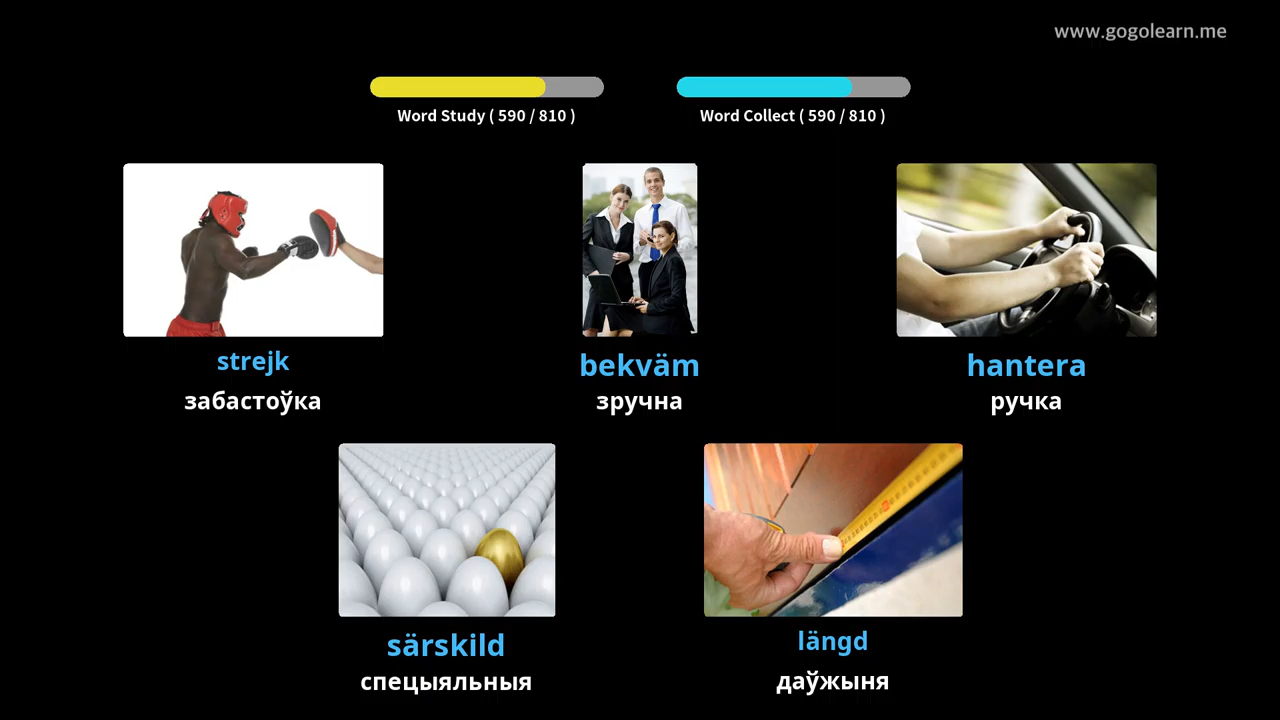 www.gogolearn.me
Word Study ( 590 / 810 )
Word Collect ( 590 / 810 )
strejk
забастоўка
bekväm
зручна
hantera
ручка
särskild
спецыяльныя
längd
даўжыня